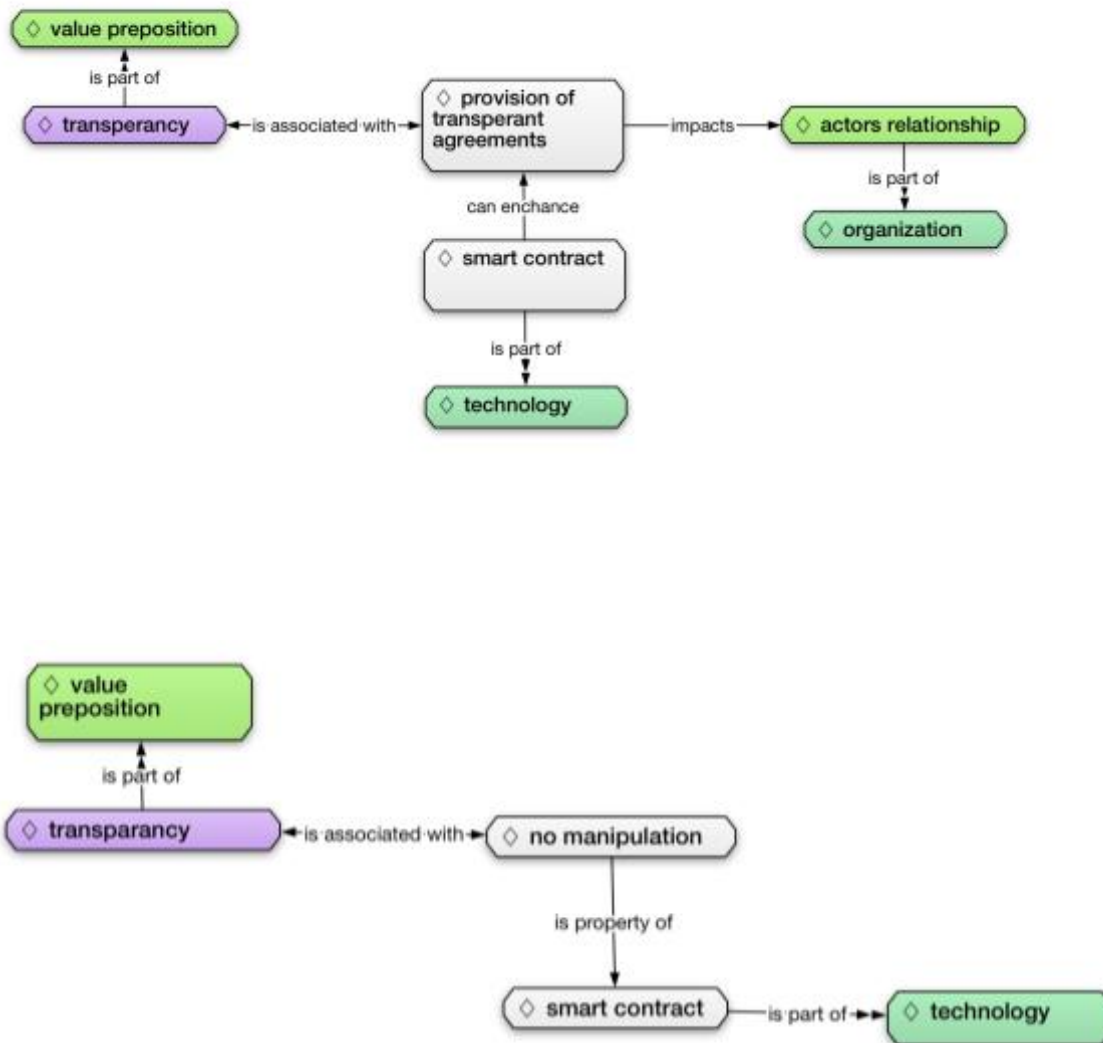 ◇ value preposition
is part of
◇ transperancy
is associated with
◇ provision of
transperant
agreements
impacts
◇ actors relationship
is part of
◇ organization
can enchance
◇ smart contract
is part of
◇ technology
◇ value
preposition
is part of
◇ transparancy
is associated with
◇ no manipulation
is property of
◇ smart contract
is part of
◇ technology